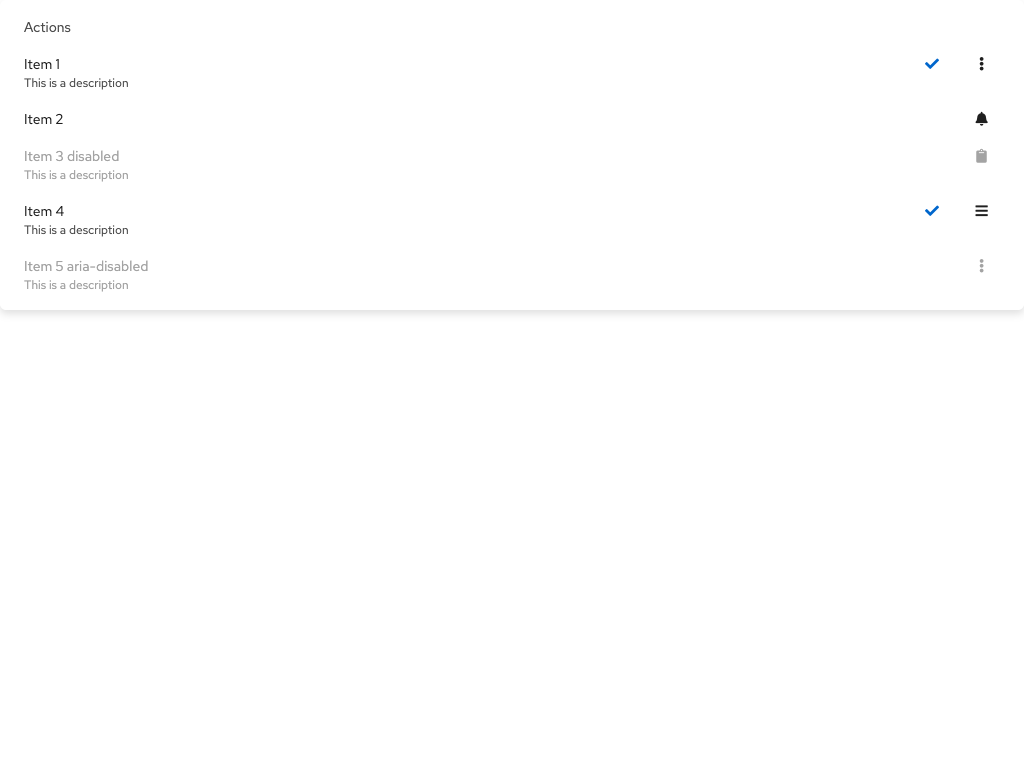 Actions
Item 1
This is a description
Item 2
Item 3 disabled
This is a description
Item 4
This is a description
Item 5 aria-disabled
This is a description